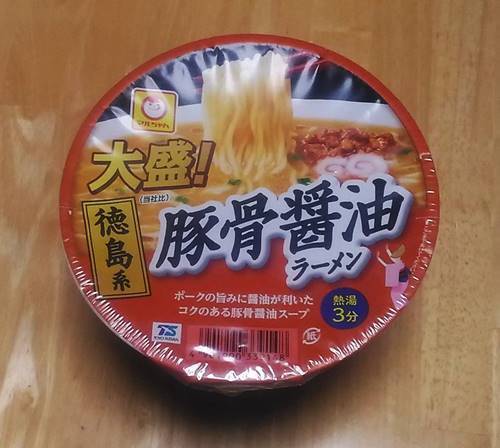 マルちゃん
大盛!
(当社比)
徳島系
豚骨醤油
ラーメン
ポークの旨みに醤油が利いた
コクのある豚骨醤油スープ
熱湯
3分
TS
紙